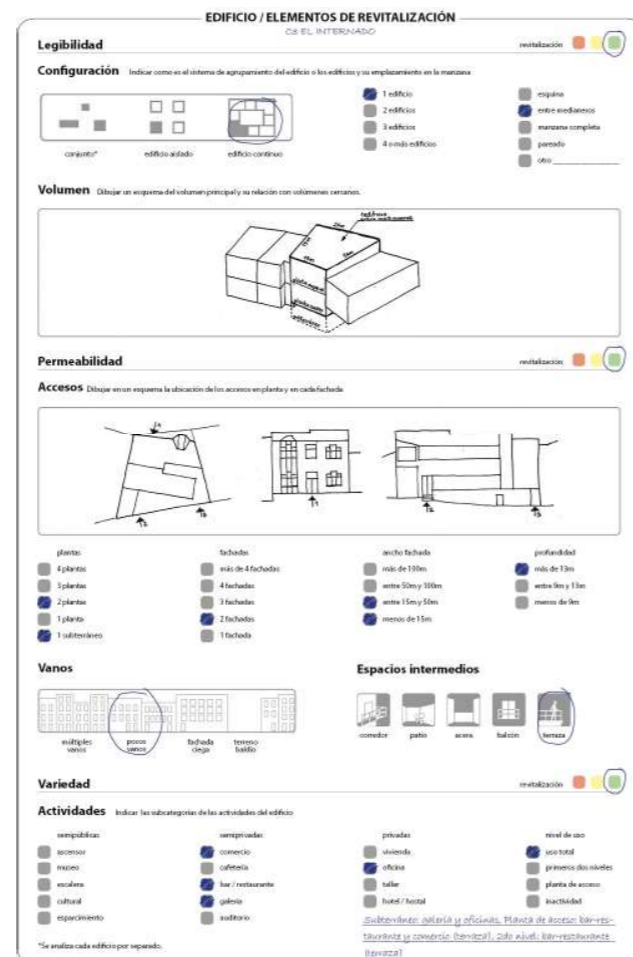 EDIFICIO / ELEMENTOS DE REVITALIZACIÓN
C8 EL INTERNADO
Legibilidad
revitalización
Configuración Indicar como es el sistema de agrupamiento del edificio o los edificios y su emplazamiento en la manzana
conjunto*
edificio aislado
edificio continuo
1 edificio
2 edificios
3 edificios
4 o más edificios
esquina
entre medianeros
manzana completa
pareado
otro
Volumen Dibujar un esquema del volumen principal y su relación con volúmenes cercanos.
Permeabilidad
revitalización
Accesos Dibujar en un esquema la ubicación de los accesos en planta y en cada fachada
plantas
4 plantas
3 plantas
2 plantas
1 planta
1 subterráneo
fachadas
más de 4 fachadas
4 fachadas
3 fachadas
2 fachadas
1 fachada
ancho fachada
más de 100m
entre 50m y 100m
entre 15m y 50m
menos de 15m
profundidad
más de 13m
entre 9m y 13m
menos de 9m
Vanos
múltiples vanos
pocos vanos
fachada ciega
terreno baldío
Espacios intermedios
corredor
patio
acera
balcón
terraza
Variedad
revitalización
Actividades Indicar las subcategorías de las actividades del edificio
semipúblicas
ascensor
museo
escalera
cultural
esparcimiento
semiprivadas
comercio
cafetería
bar / restaurante
galería
auditorio
privadas
vivienda
oficina
taller
hotel / hostal
nivel de uso
uso total
primeros dos niveles
planta de acceso
inactividad
Subterráneo: galería y oficinas. Planta de acceso: bar-res-
taurante y comercio (terraza). 2do nivel: bar-restaurante
(terraza)
*Se analiza cada edificio por separado.